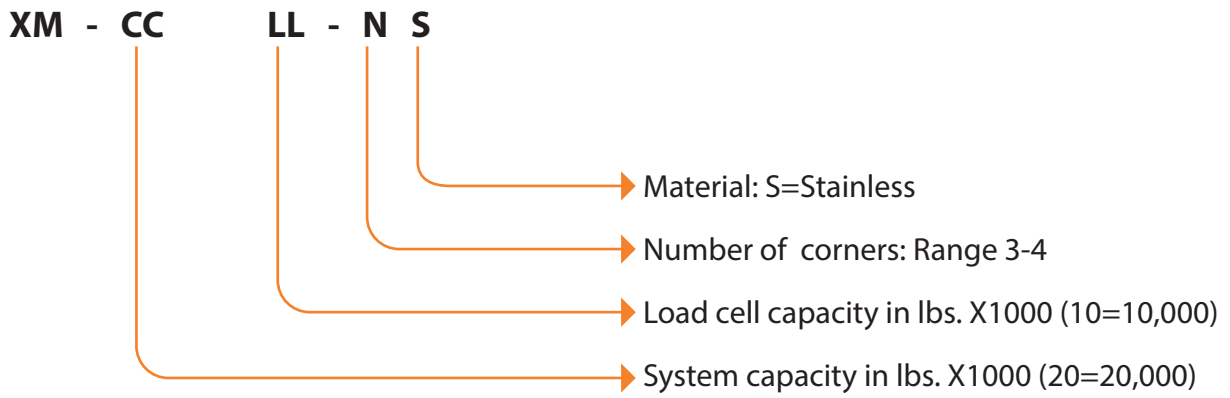 XM - CC LL - N S
Material: S=Stainless
Number of corners: Range 3-4
Load cell capacity in lbs. X1000 (10=10,000)
System capacity in lbs. X1000 (20=20,000)